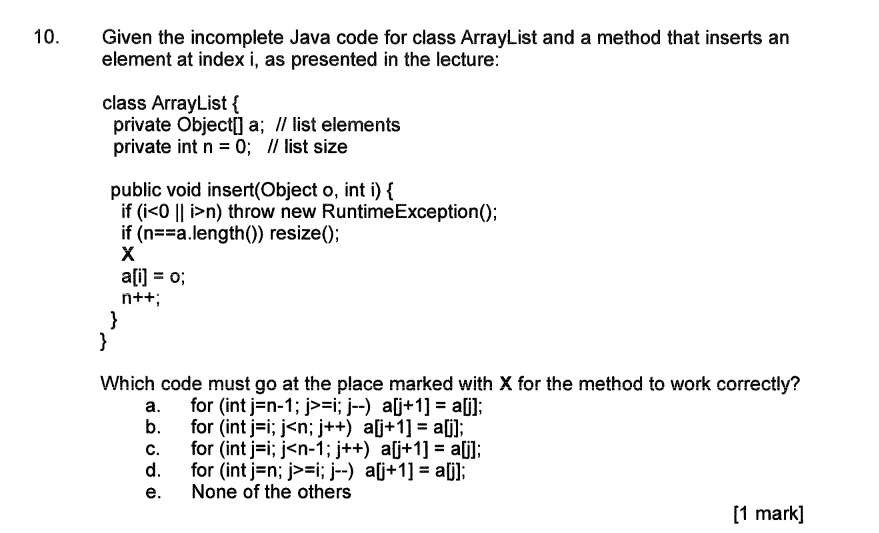 10. Given the incomplete Java code for class ArrayList and a method that inserts an
element at index i, as presented in the lecture:
class ArrayList {
private Object[] a; // list elements
private int n = 0; // list size
public void insert(Object o, int i) {
if (i<0 || i>n) throw new RuntimeException();
if (n==a.length()) resize();
X
a[i] = o;
n++;
}
}
Which code must go at the place marked with X for the method to work correctly?
a. for (int j=n-1; j>=i; j--) a[j+1] = a[j];
b. for (int j=i; j<n; j++) a[j+1] = a[j];
c. for (int j=i; j<n-1; j++) a[j+1] = a[j];
d. for (int j=n; j>=i; j--) a[j+1] = a[j];
e. None of the others
[1 mark]